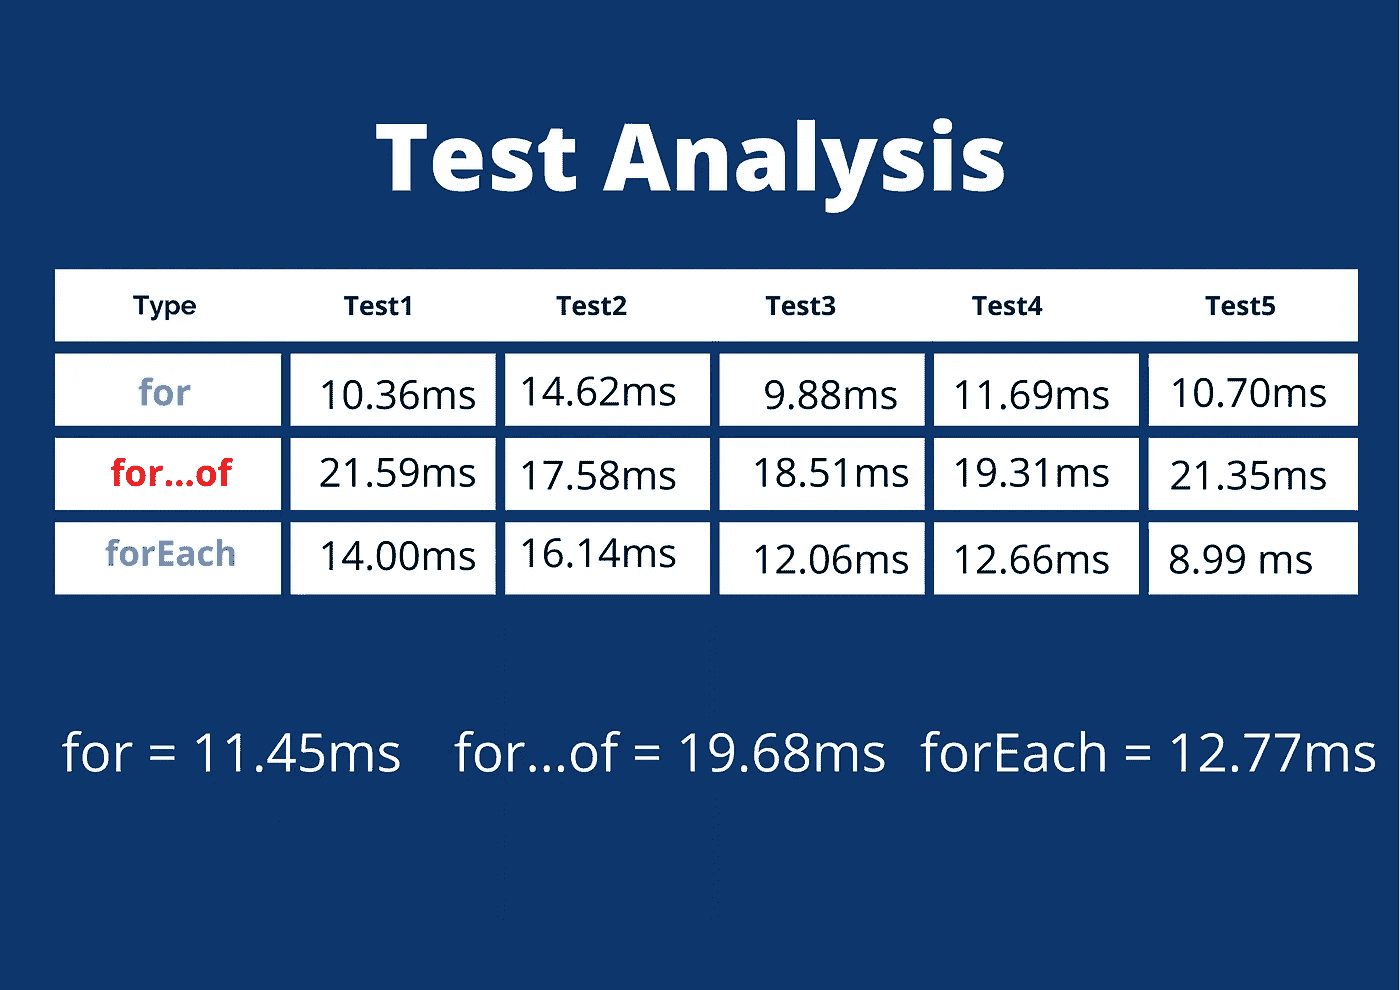 Test Analysis
Type Test1 Test2 Test3 Test4 Test5
for 10.36ms 14.62ms 9.88ms 11.69ms 10.70ms
for...of 21.59ms 17.58ms 18.51ms 19.31ms 21.35ms
forEach 14.00ms 16.14ms 12.06ms 12.66ms 8.99 ms
for = 11.45ms for...of = 19.68ms forEach = 12.77ms